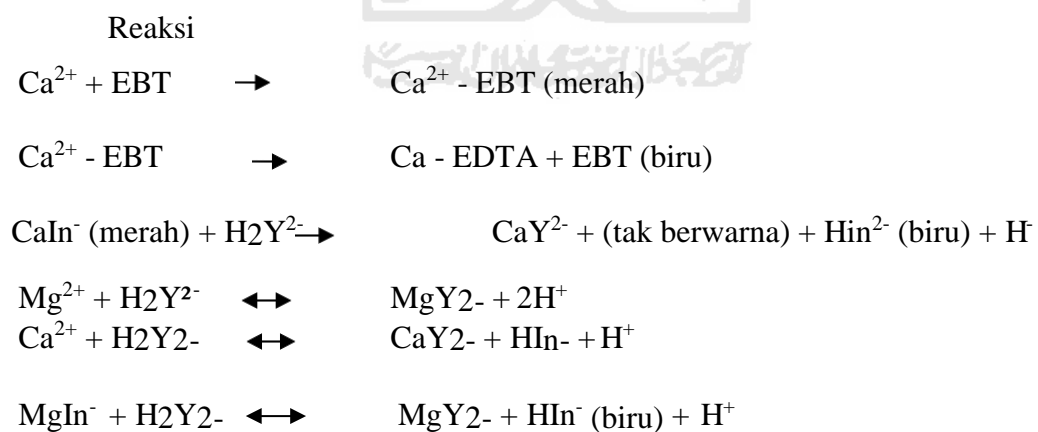 Reaksi
Ca²⁺ + EBT → Ca²⁺ - EBT (merah)
Ca²⁺ - EBT → Ca - EDTA + EBT (biru)
CaIn⁻ (merah) + H2Y²⁻ → CaY²⁻ + (tak berwarna) + Hin²⁻ (biru) + H⁻
Mg²⁺ + H2Y²⁻ ↔ MgY2- + 2H⁺
Ca²⁺ + H2Y2- ↔ CaY2- + HIn- + H⁺
MgIn⁻ + H2Y2- ↔ MgY2- + HIn⁻ (biru) + H⁺